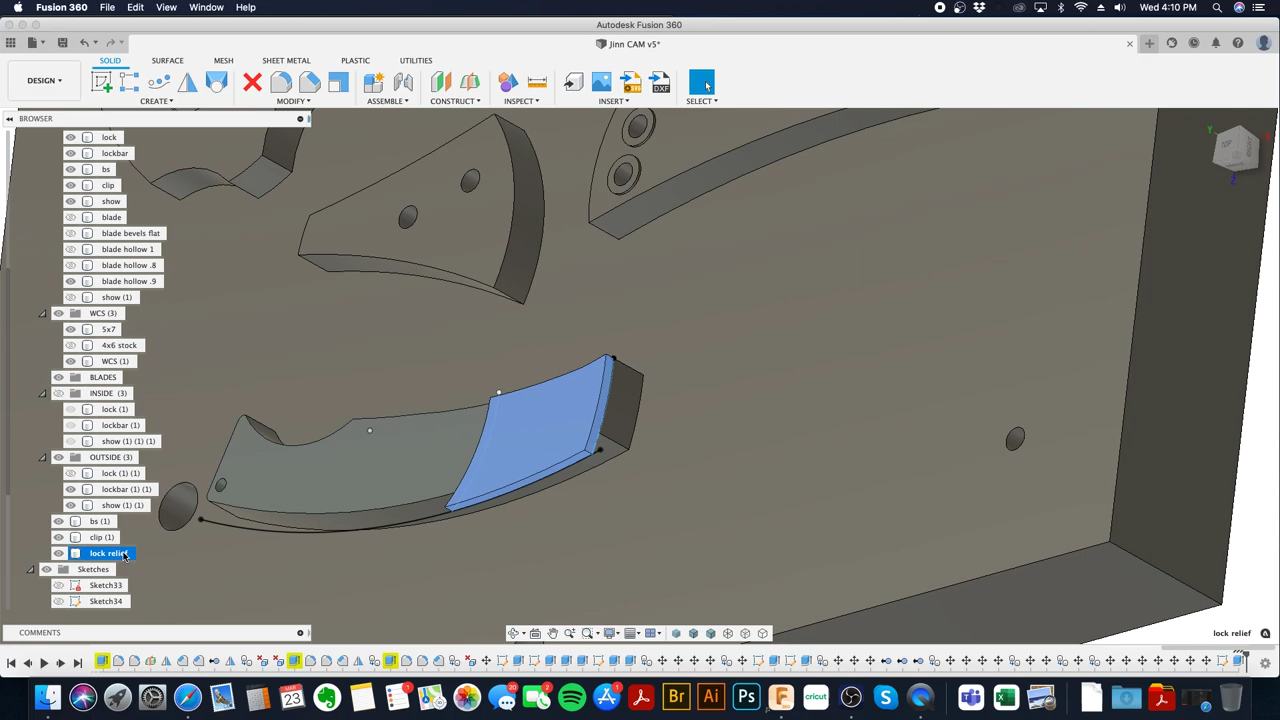 Fusion 360 File Edit View Window Help Wed 4:10 PM
Autodesk Fusion 360
Jinn CAM v5*
SOLID SURFACE MESH SHEET METAL PLASTIC UTILITIES
DESIGN
CREATE MODIFY ASSEMBLE CONSTRUCT INSPECT INSERT SELECT
BROWSER
lock
lockbar
bs
clip
show
blade
blade bevels flat
blade hollow 1
blade hollow .8
blade hollow .9
show (1)
WCS (3)
5x7
4x6 stock
WCS (1)
BLADES
INSIDE (3)
lock (1)
lockbar (1)
show (1) (1) (1)
OUTSIDE (3)
lock (1) (1)
lockbar (1) (1)
show (1) (1)
bs (1)
clip (1)
lock relief
Sketches
Sketch33
Sketch34
COMMENTS
lock relief